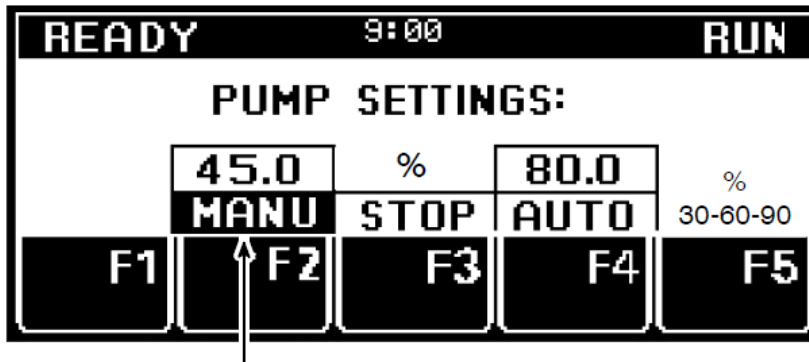 READY 9:00 RUN
PUMP SETTINGS:
45.0 % 80.0 %
MANU STOP AUTO 30-60-90
F1 F2 F3 F4 F5